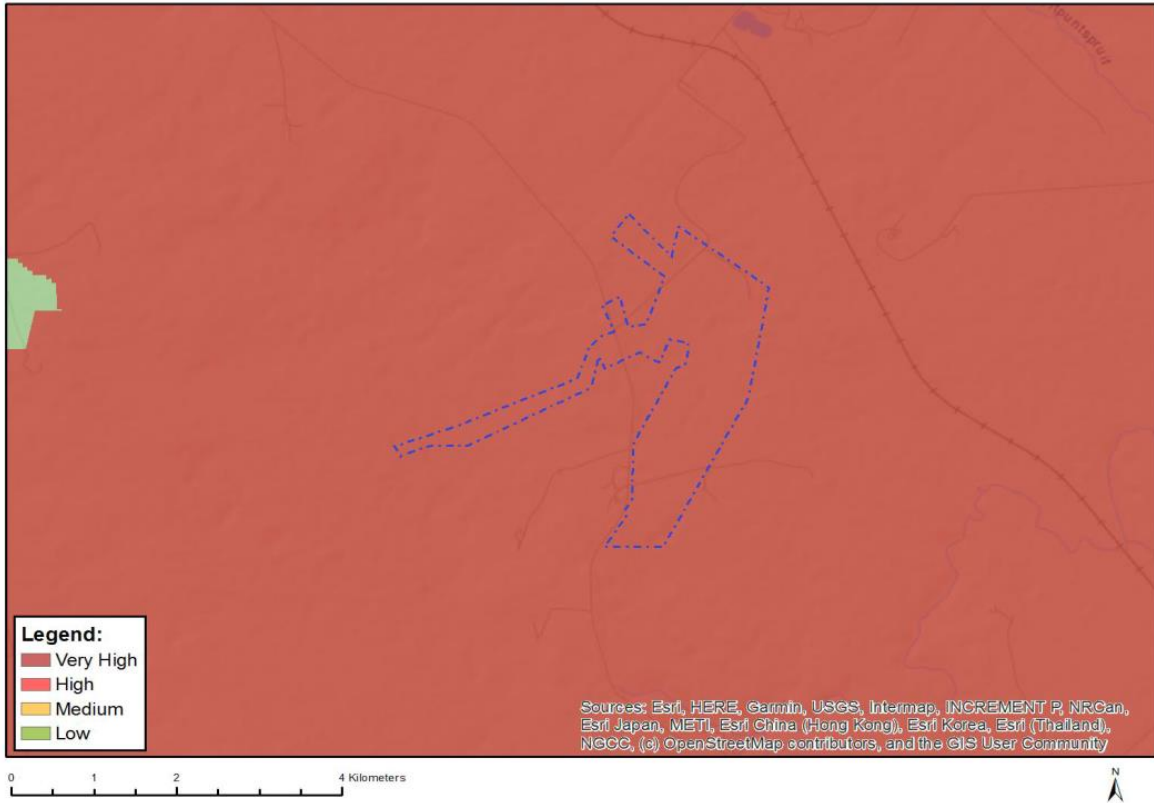 Legend:
Very High
High
Medium
Low
Sources: Esri, HERE, Garmin, USGS, Intermap, INCREMENT P, NRCan,
Esri Japan, METI, Esri China (Hong Kong), Esri Korea, Esri (Thailand),
NGCC, (c) OpenStreetMap contributors, and the GIS User Community
0 1 2 4 Kilometers
N